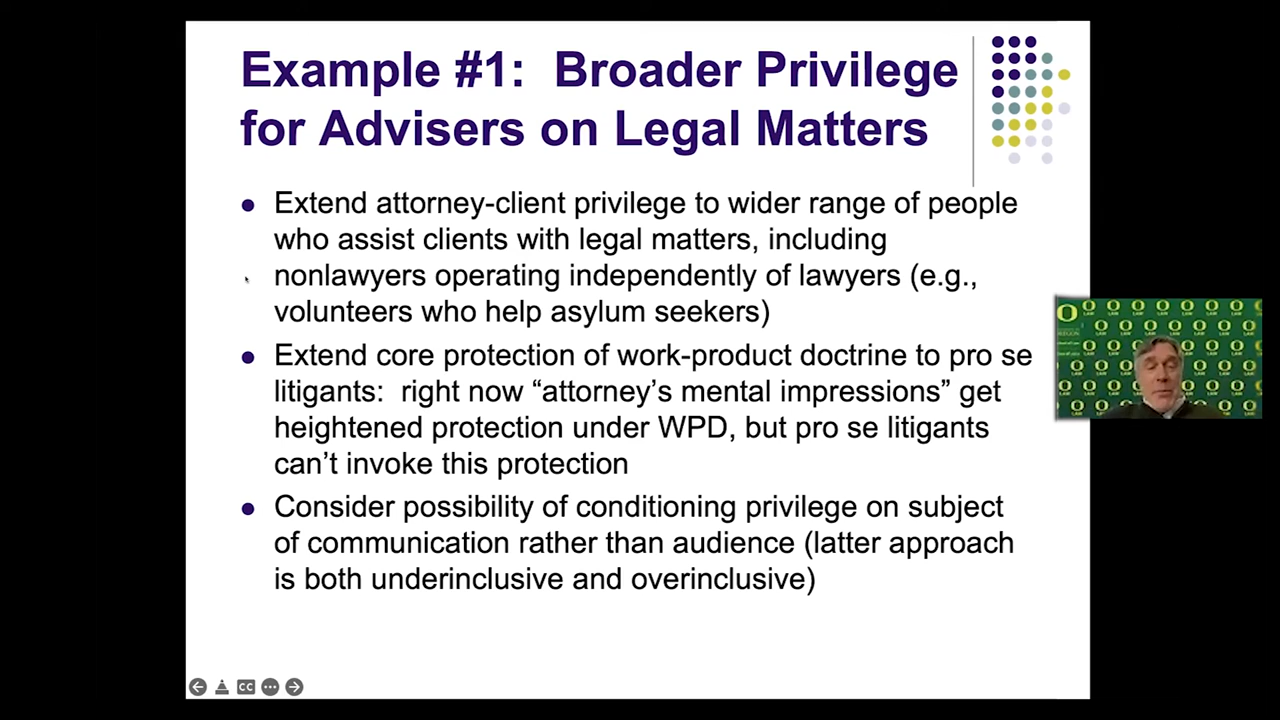 Example #1:  Broader Privilege
for Advisers on Legal Matters
Extend attorney-client privilege to wider range of people
who assist clients with legal matters, including
nonlawyers operating independently of lawyers (e.g.,
volunteers who help asylum seekers)
Extend core protection of work-product doctrine to pro se
litigants:  right now “attorney’s mental impressions” get
heightened protection under WPD, but pro se litigants
can’t invoke this protection
Consider possibility of conditioning privilege on subject
of communication rather than audience (latter approach
is both underinclusive and overinclusive)
CC